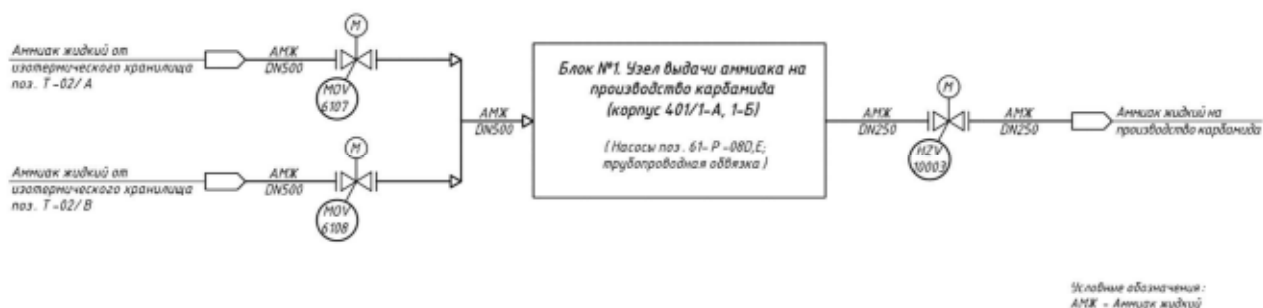 Аммиак жидкий от
изотермического хранилища
поз. Т-02/А
АМЖ
DN500
М
MOV
6107
Аммиак жидкий от
изотермического хранилища
поз. Т-02/В
АМЖ
DN500
М
MOV
6108
АМЖ
DN500
Блок №1. Узел выдачи аммиака на
производство карбамида
(корпус 401/1-А, 1-Б)
(Насосы поз. 61-Р-08D,E;
трубопроводная обвязка)
АМЖ
DN250
М
HZV
10003
АМЖ
DN250
Аммиак жидкий на
производство карбамида
Условные обозначения:
АМЖ - Аммиак жидкий